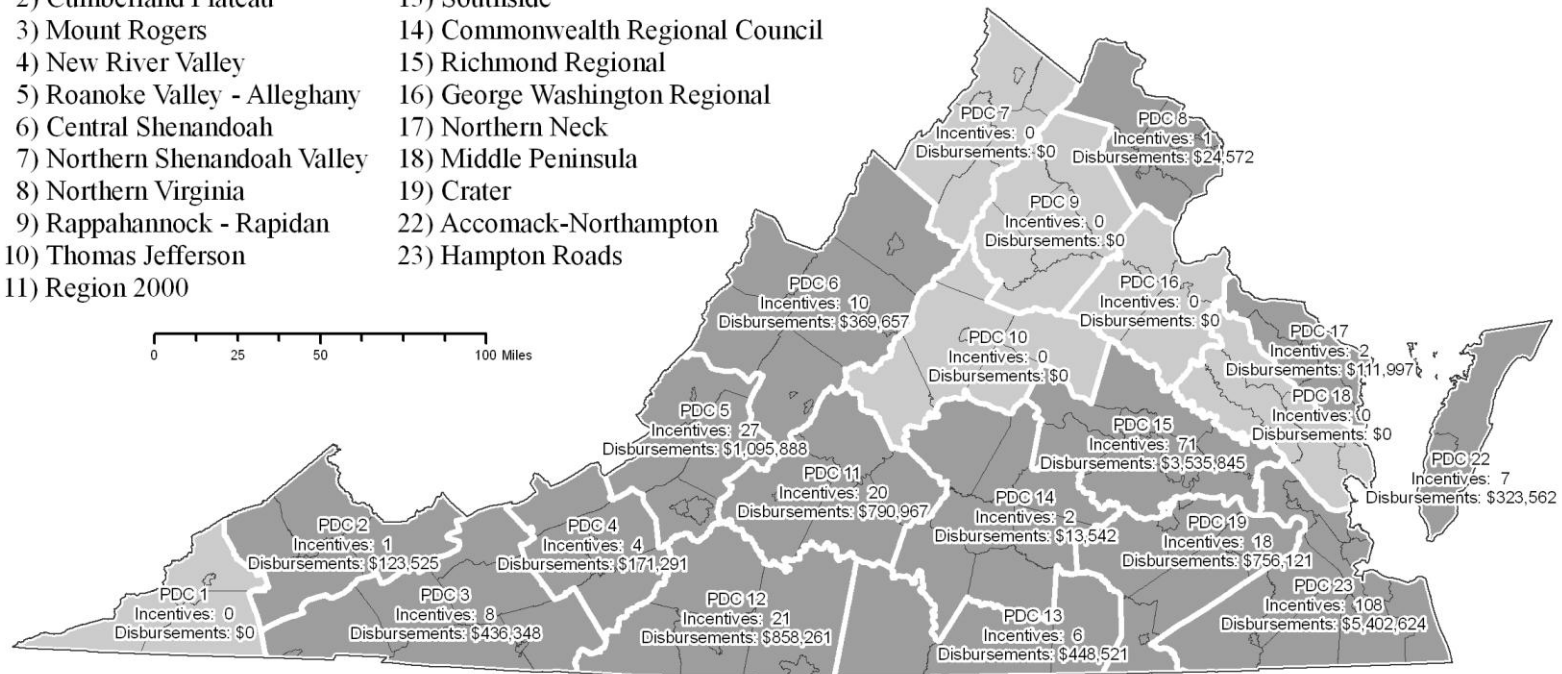 2) Cumberland Plateau
3) Mount Rogers
4) New River Valley
5) Roanoke Valley - Alleghany
6) Central Shenandoah
7) Northern Shenandoah Valley
8) Northern Virginia
9) Rappahannock - Rapidan
10) Thomas Jefferson
11) Region 2000
13) Southside
14) Commonwealth Regional Council
15) Richmond Regional
16) George Washington Regional
17) Northern Neck
18) Middle Peninsula
19) Crater
22) Accomack-Northampton
23) Hampton Roads
0 25 50 100 Miles
PDC 7
Incentives: 0
Disbursements: $0
PDC 8
Incentives: 1
Disbursements: $24,572
PDC 9
Incentives: 0
Disbursements: $0
PDC 6
Incentives: 10
Disbursements: $369,657
PDC 16
Incentives: 0
Disbursements: $0
PDC 10
Incentives: 0
Disbursements: $0
PDC 17
Incentives: 2
Disbursements: $111,997
PDC 18
Incentives: 0
Disbursements: $0
PDC 5
Incentives: 27
Disbursements: $1,095,888
PDC 15
Incentives: 71
Disbursements: $3,535,845
PDC 22
Incentives: 7
Disbursements: $323,562
PDC 11
Incentives: 20
Disbursements: $790,967
PDC 14
Incentives: 2
Disbursements: $13,542
PDC 2
Incentives: 1
Disbursements: $123,525
PDC 4
Incentives: 4
Disbursements: $171,291
PDC 19
Incentives: 18
Disbursements: $756,121
PDC 1
Incentives: 0
Disbursements: $0
PDC 3
Incentives: 8
Disbursements: $436,348
PDC 12
Incentives: 21
Disbursements: $858,261
PDC 13
Incentives: 6
Disbursements: $448,521
PDC 23
Incentives: 108
Disbursements: $5,402,624